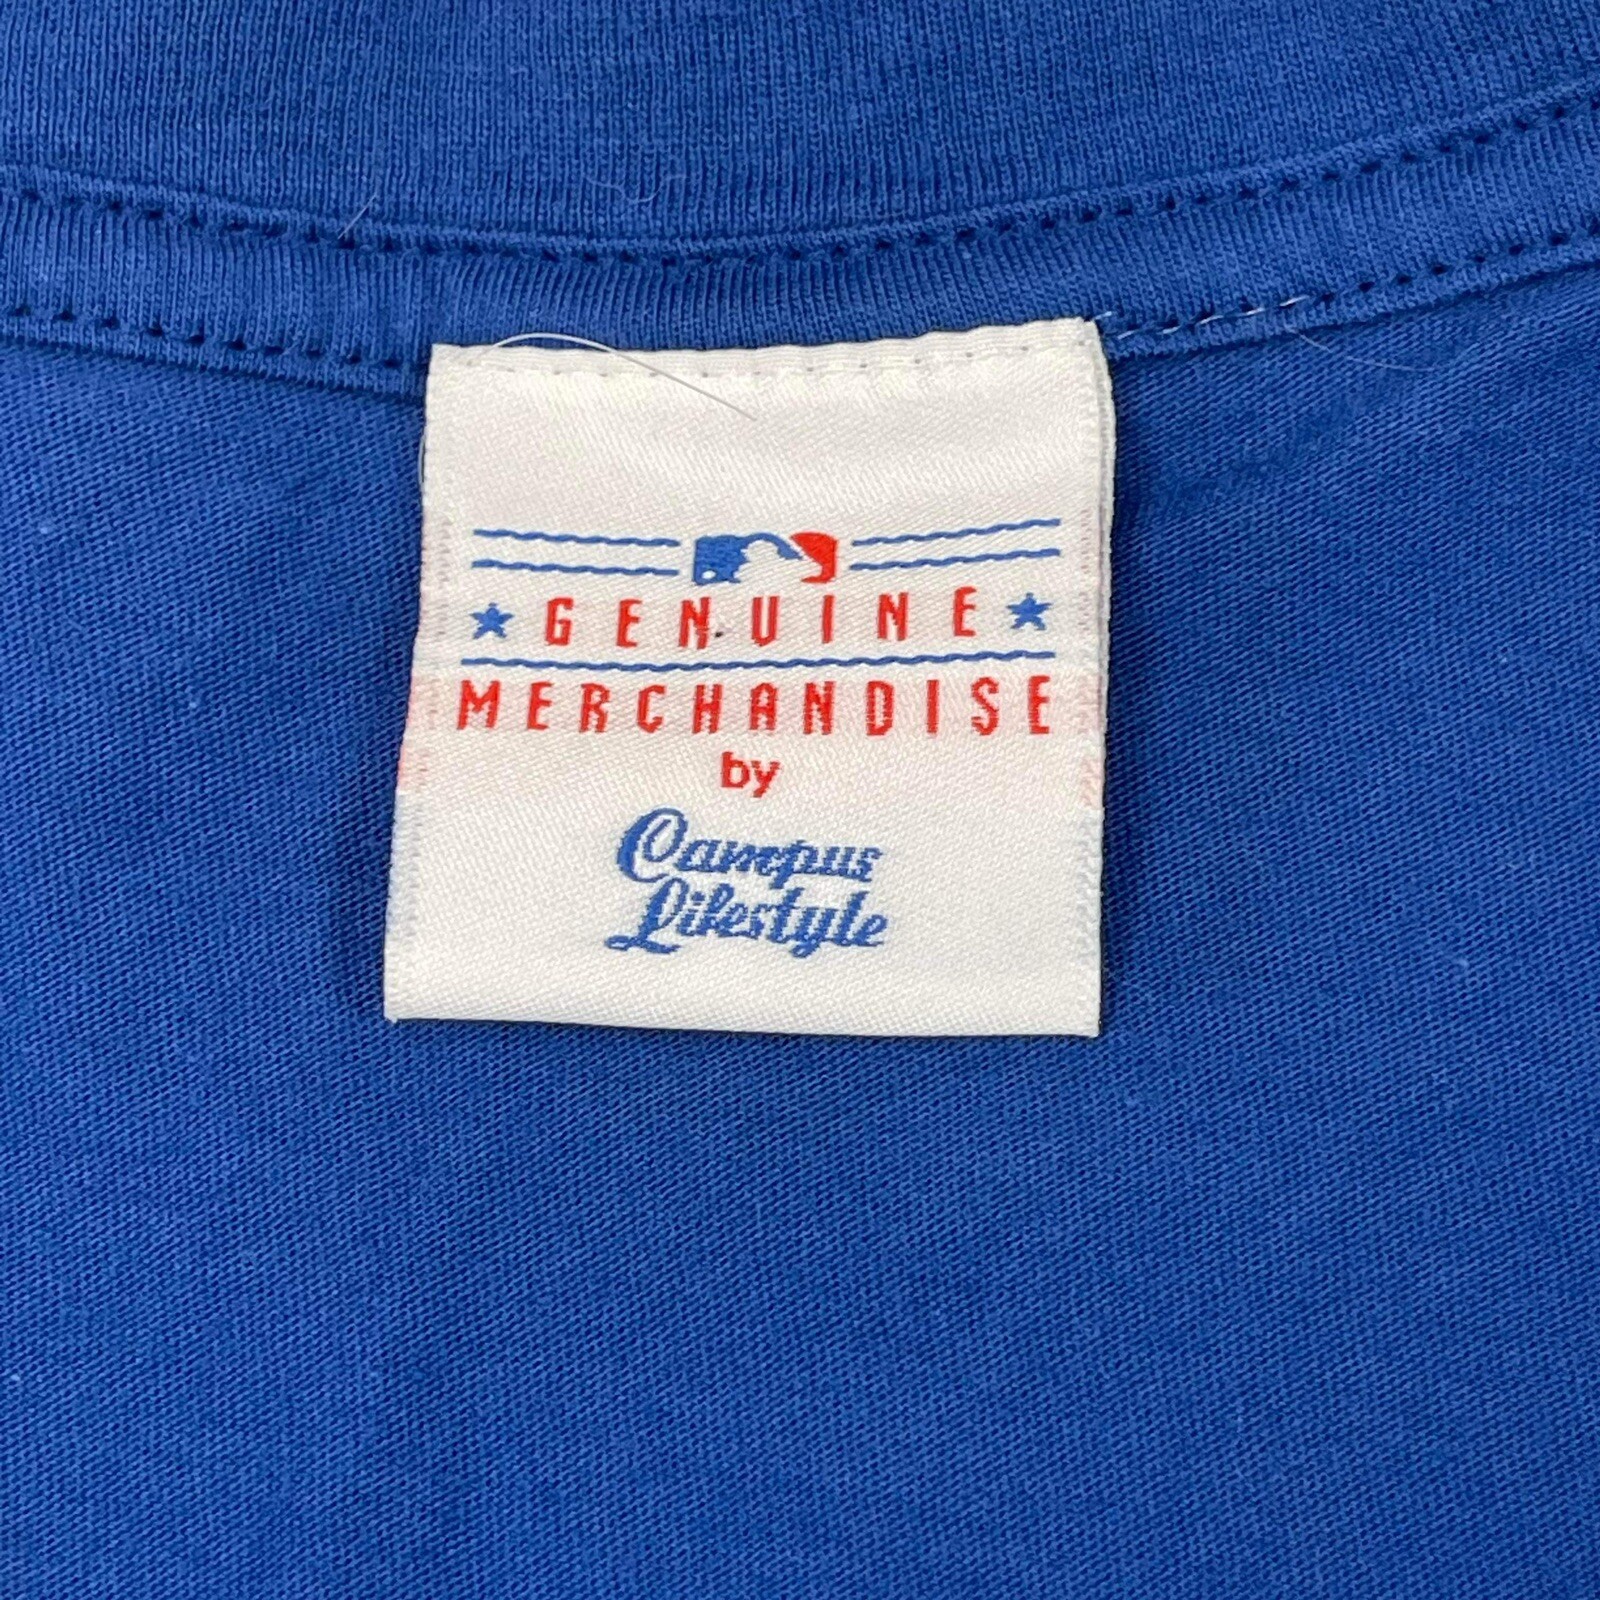 GENUINE
MERCHANDISE
by
Campus
Lifestyle